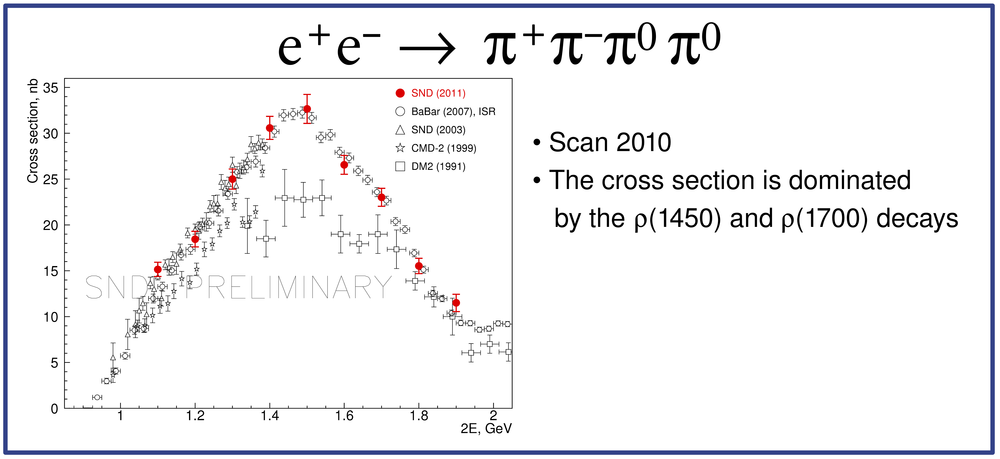 e⁺e⁻ → π⁺π⁻π⁰ π⁰
Cross section, nb
35
30
25
20
15
10
5
0
SND (2011)
BaBar (2007), ISR
SND (2003)
CMD-2 (1999)
DM2 (1991)
SND PRELIMINARY
1 1.2 1.4 1.6 1.8 2
2E, GeV
• Scan 2010
• The cross section is dominated
by the ρ(1450) and ρ(1700) decays